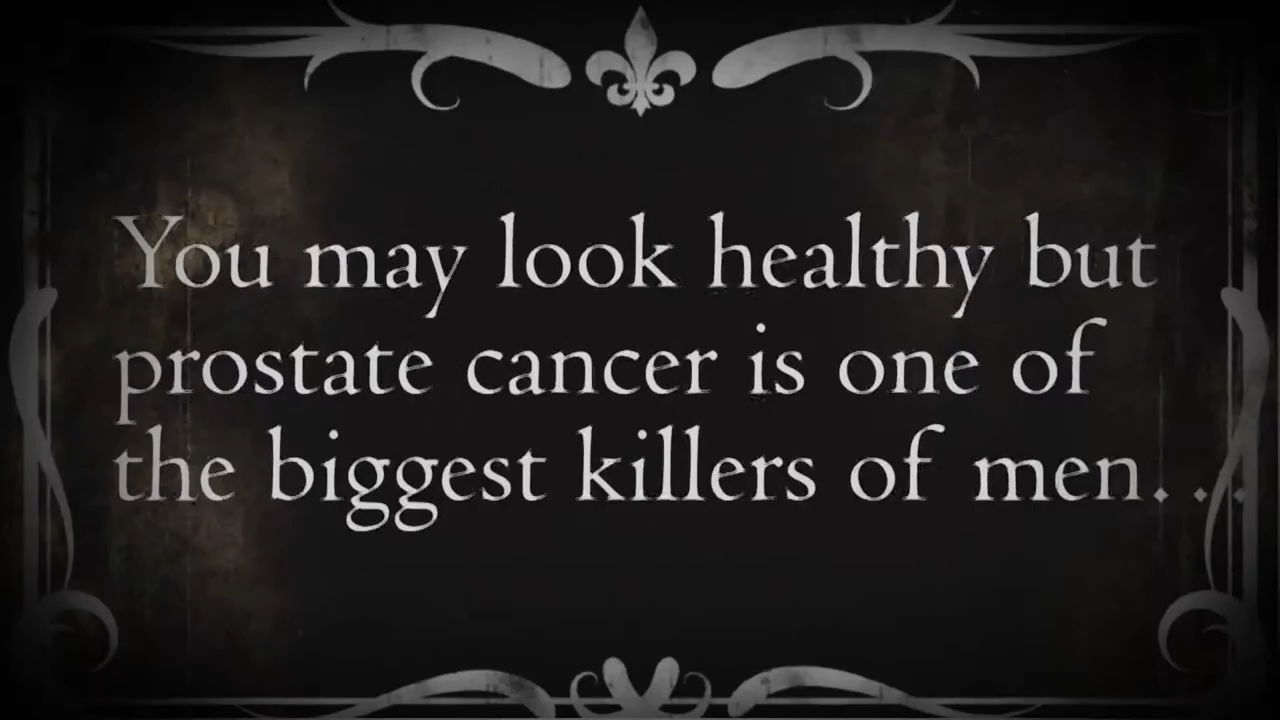 You may look healthy but
prostate cancer is one of
the biggest killers of men...